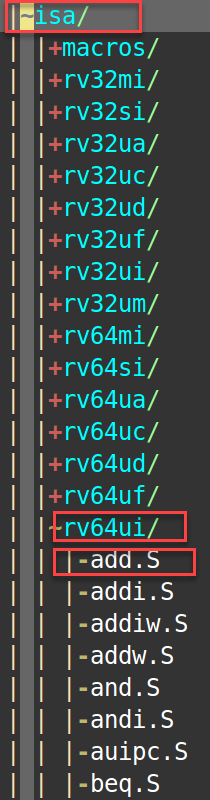 |~isa/
| |+macros/
| |+rv32mi/
| |+rv32si/
| |+rv32ua/
| |+rv32uc/
| |+rv32ud/
| |+rv32uf/
| |+rv32ui/
| |+rv32um/
| |+rv64mi/
| |+rv64si/
| |+rv64ua/
| |+rv64uc/
| |+rv64ud/
| |+rv64uf/
| |~rv64ui/
| | |-add.S
| | |-addi.S
| | |-addiw.S
| | |-addw.S
| | |-and.S
| | |-andi.S
| | |-auipc.S
| | |-beq.S